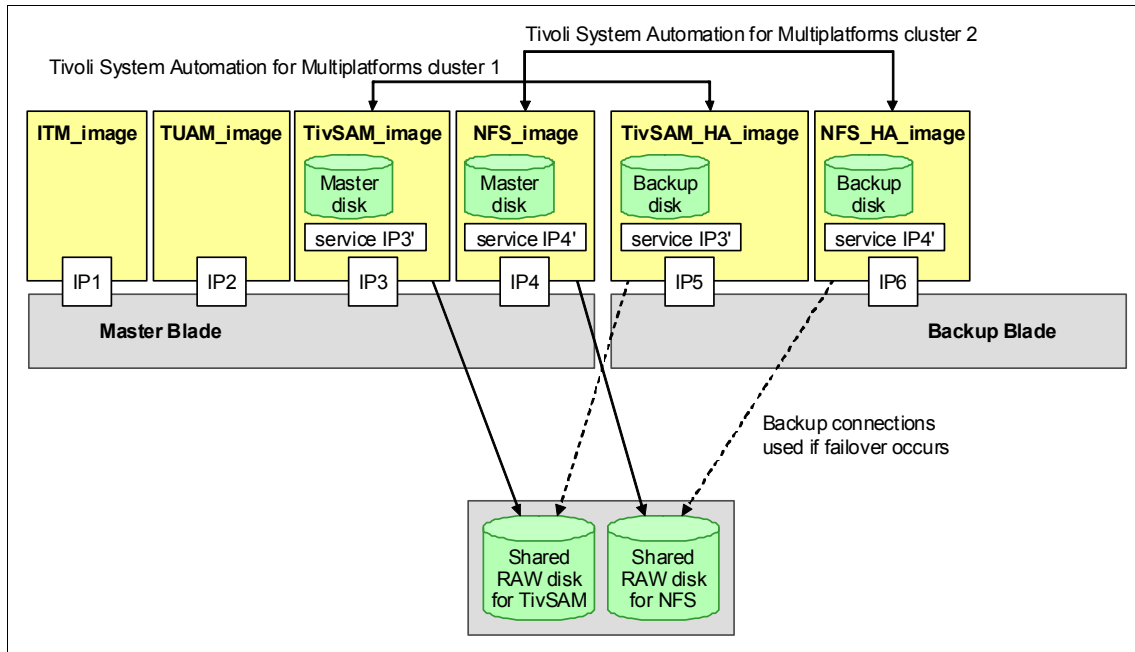 Tivoli System Automation for Multiplatforms cluster 2
Tivoli System Automation for Multiplatforms cluster 1
ITM_image
TUAM_image
TivSAM_image
NFS_image
TivSAM_HA_image
NFS_HA_image
Master
disk
Master
disk
Backup
disk
Backup
disk
service IP3'
service IP4'
service IP3'
service IP4'
IP1
IP2
IP3
IP4
IP5
IP6
Master Blade
Backup Blade
Backup connections
used if failover occurs
Shared
RAW disk
for TivSAM
Shared
RAW disk
for NFS